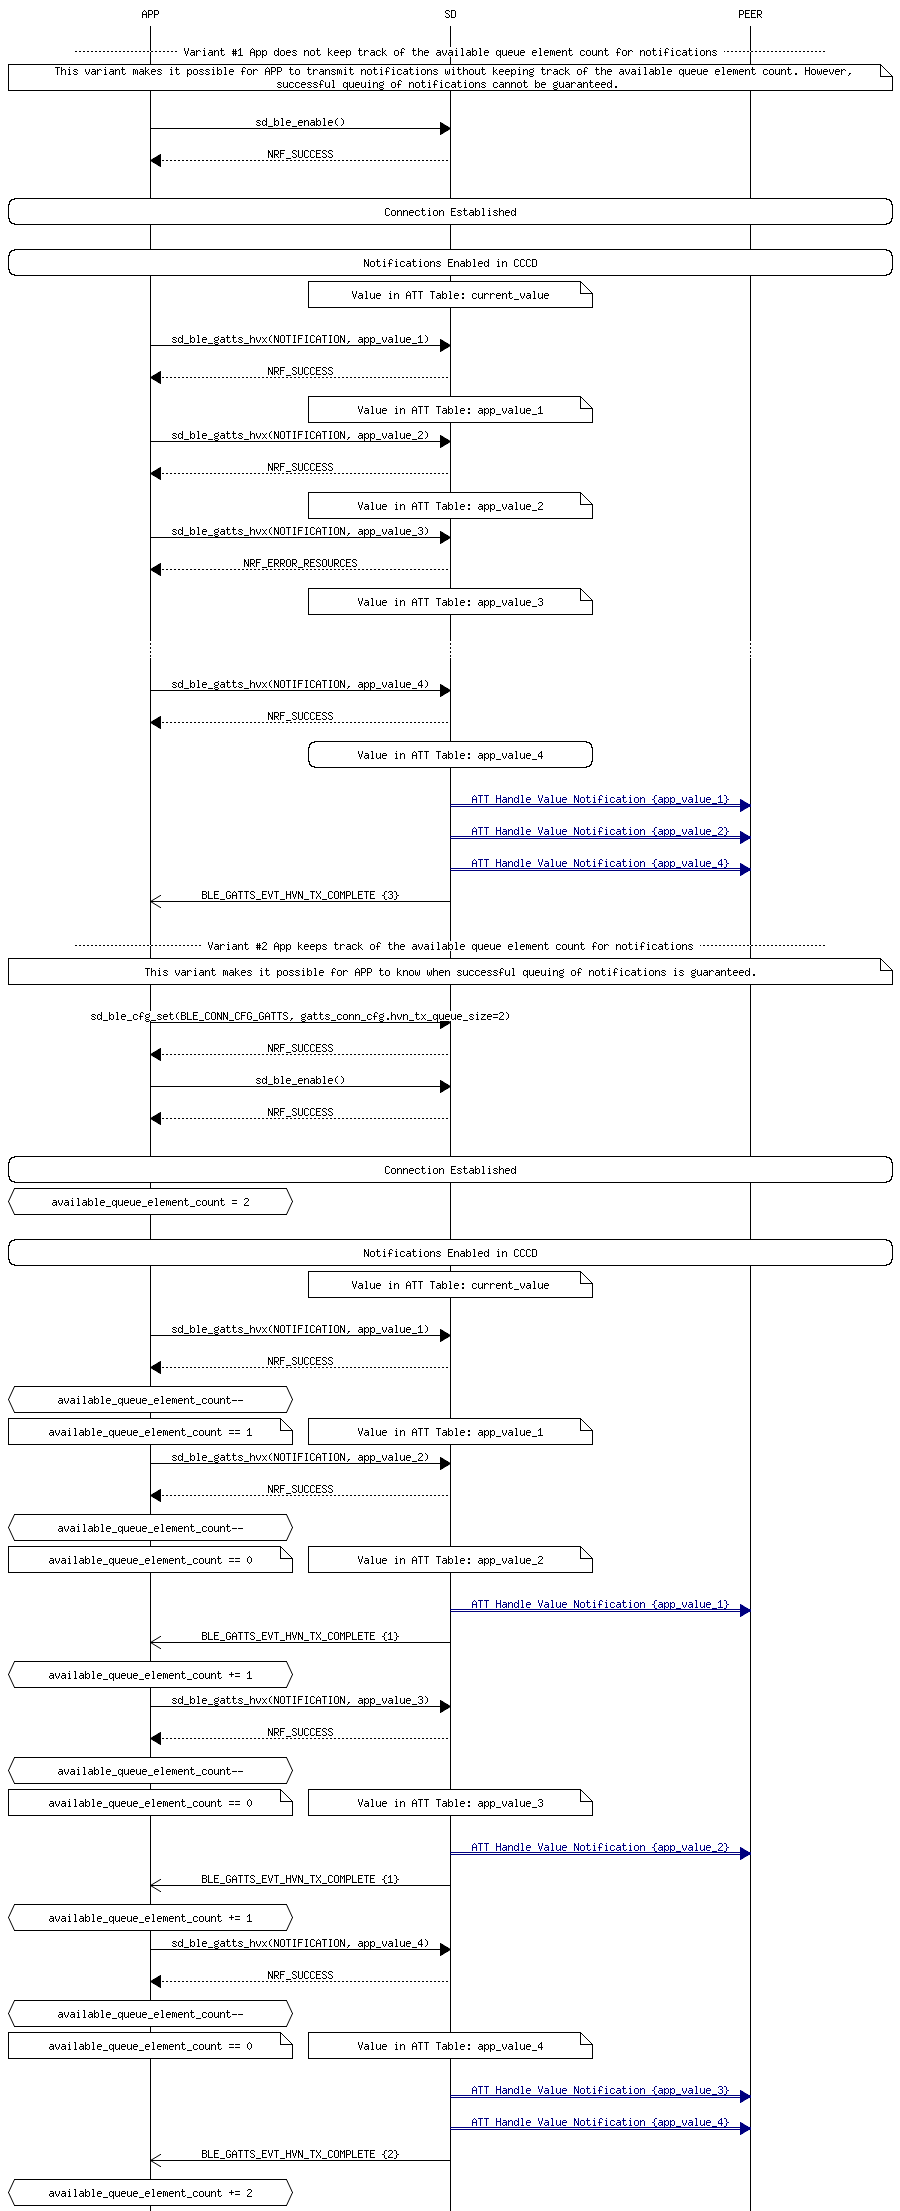 APP
SD
PEER
Variant #1 App does not keep track of the available queue element count for notifications
This variant makes it possible for APP to transmit notifications without keeping track of the available queue element count. However,
successful queuing of notifications cannot be guaranteed.
sd_ble_enable()
NRF_SUCCESS
Connection Established
Notifications Enabled in CCCD
Value in ATT Table: current_value
sd_ble_gatts_hvx(NOTIFICATION, app_value_1)
NRF_SUCCESS
Value in ATT Table: app_value_1
sd_ble_gatts_hvx(NOTIFICATION, app_value_2)
NRF_SUCCESS
Value in ATT Table: app_value_2
sd_ble_gatts_hvx(NOTIFICATION, app_value_3)
NRF_ERROR_RESOURCES
Value in ATT Table: app_value_3
sd_ble_gatts_hvx(NOTIFICATION, app_value_4)
NRF_SUCCESS
Value in ATT Table: app_value_4
ATT Handle Value Notification {app_value_1}
ATT Handle Value Notification {app_value_2}
ATT Handle Value Notification {app_value_4}
BLE_GATTS_EVT_HVN_TX_COMPLETE {3}
Variant #2 App keeps track of the available queue element count for notifications
This variant makes it possible for APP to know when successful queuing of notifications is guaranteed.
sd_ble_cfg_set(BLE_CONN_CFG_GATTS, gatts_conn_cfg.hvn_tx_queue_size=2)
NRF_SUCCESS
sd_ble_enable()
NRF_SUCCESS
Connection Established
available_queue_element_count = 2
Notifications Enabled in CCCD
Value in ATT Table: current_value
sd_ble_gatts_hvx(NOTIFICATION, app_value_1)
NRF_SUCCESS
available_queue_element_count--
available_queue_element_count == 1
Value in ATT Table: app_value_1
sd_ble_gatts_hvx(NOTIFICATION, app_value_2)
NRF_SUCCESS
available_queue_element_count--
available_queue_element_count == 0
Value in ATT Table: app_value_2
ATT Handle Value Notification {app_value_1}
BLE_GATTS_EVT_HVN_TX_COMPLETE {1}
available_queue_element_count += 1
sd_ble_gatts_hvx(NOTIFICATION, app_value_3)
NRF_SUCCESS
available_queue_element_count--
available_queue_element_count == 0
Value in ATT Table: app_value_3
ATT Handle Value Notification {app_value_2}
BLE_GATTS_EVT_HVN_TX_COMPLETE {1}
available_queue_element_count += 1
sd_ble_gatts_hvx(NOTIFICATION, app_value_4)
NRF_SUCCESS
available_queue_element_count--
available_queue_element_count == 0
Value in ATT Table: app_value_4
ATT Handle Value Notification {app_value_3}
ATT Handle Value Notification {app_value_4}
BLE_GATTS_EVT_HVN_TX_COMPLETE {2}
available_queue_element_count += 2